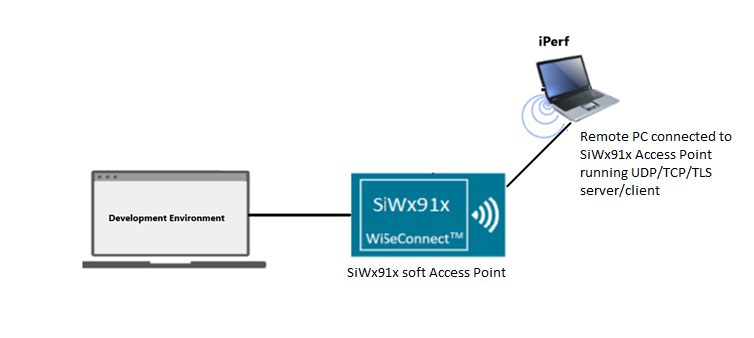 iPerf
Remote PC connected to
SiWx91x Access Point
running UDP/TCP/TLS
server/client
Development Environment
SiWx91x
WiSeConnect™
SiWx91x soft Access Point